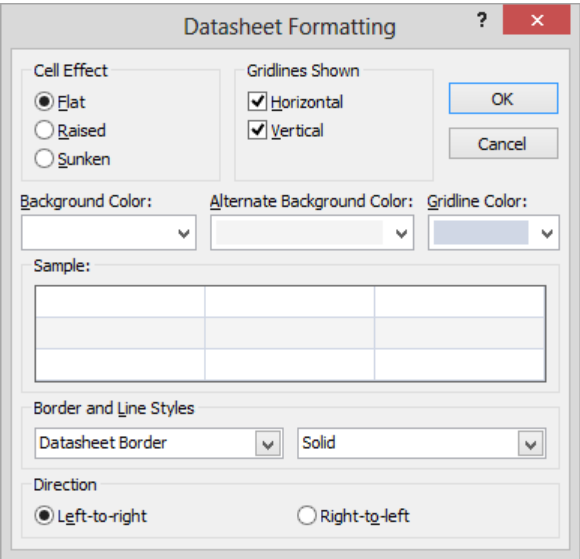 Datasheet Formatting ?
Cell Effect
Flat
Raised
Sunken
Gridlines Shown
Horizontal
Vertical
OK
Cancel
Background Color:
Alternate Background Color:
Gridline Color:
Sample:
Border and Line Styles
Datasheet Border
Solid
Direction
Left-to-right
Right-to-left